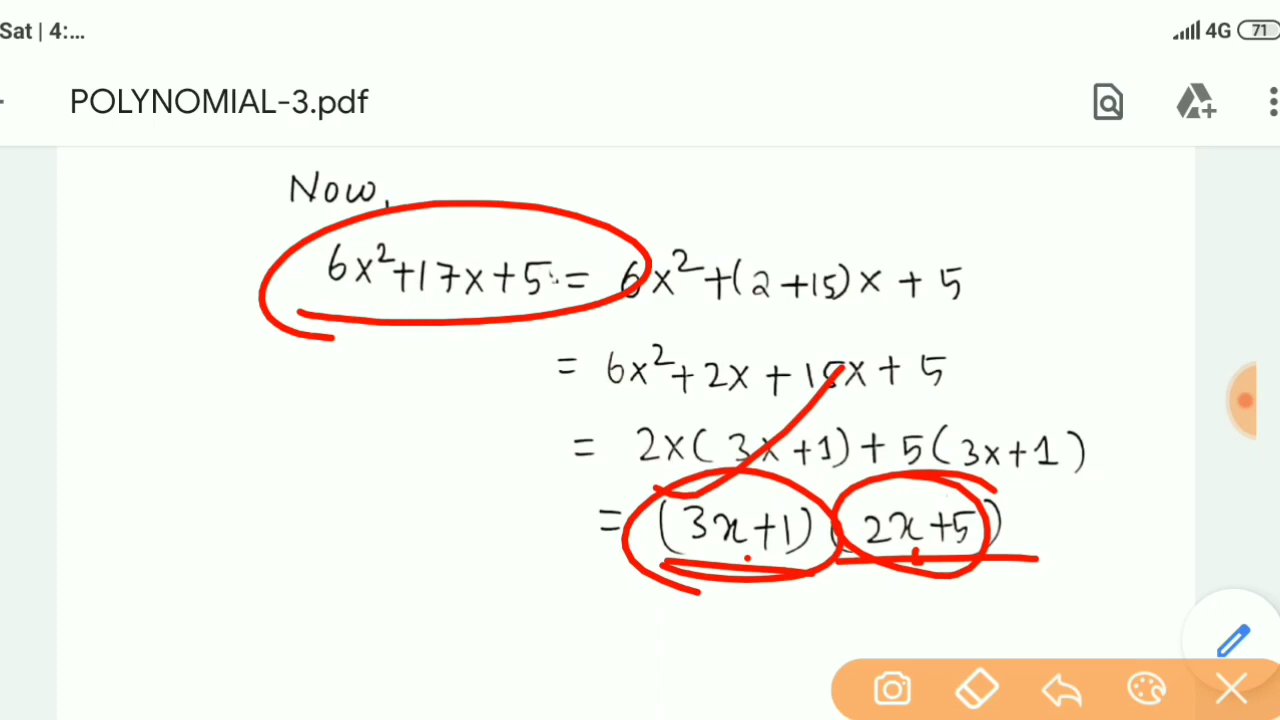 Sat | 4:... 4G 71
POLYNOMIAL-3.pdf
Now,
6x²+17x+5 = 6x²+(2+15)x+5
= 6x²+2x+15x+5
= 2x(3x+1)+5(3x+1)
= (3x+1)(2x+5)